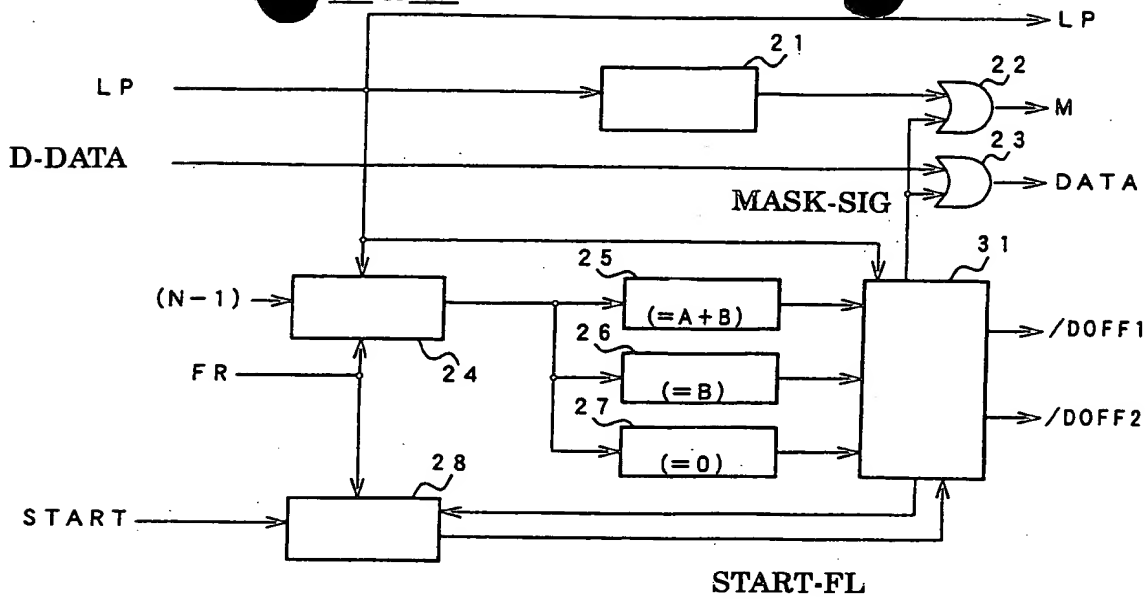 LP
21
LP
22
M
D-DATA
23
DATA
MASK-SIG
31
25
(N-1)
(=A+B)
/DOFF1
26
FR
24
(=B)
27
/DOFF2
(=0)
28
START
START-FL